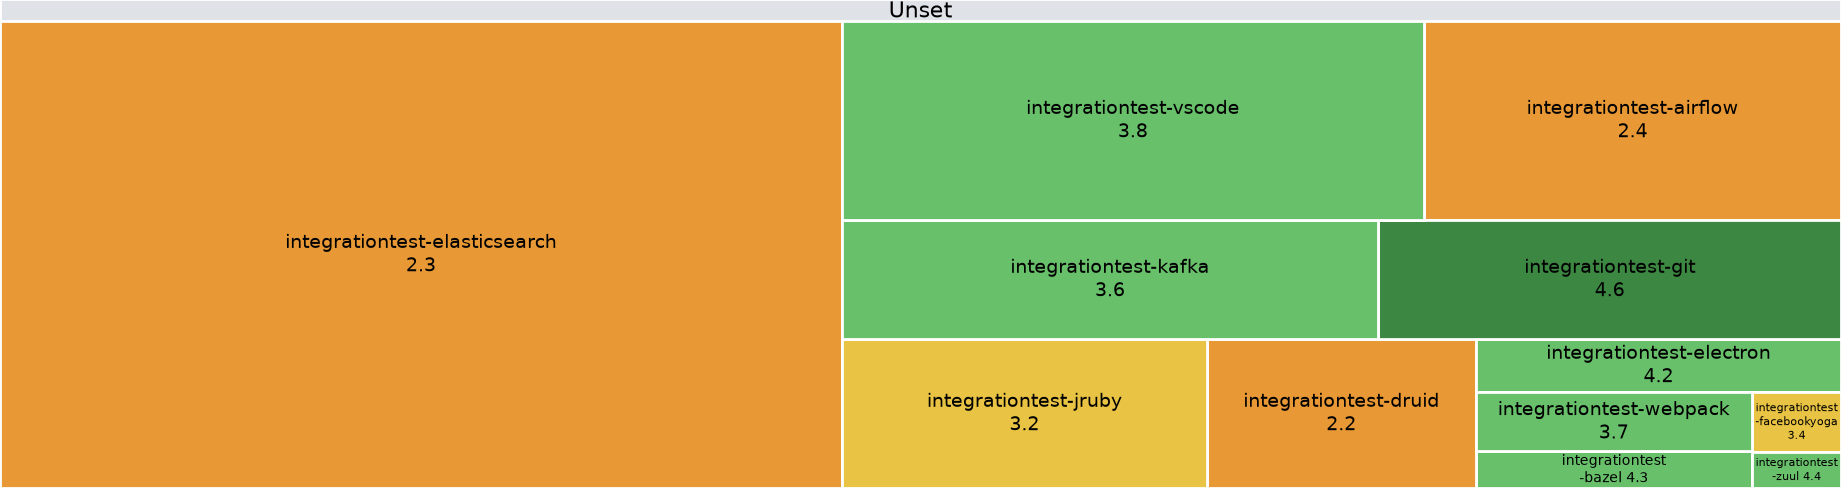 Unset
integrationtest-elasticsearch
2.3
integrationtest-vscode
3.8
integrationtest-airflow
2.4
integrationtest-kafka
3.6
integrationtest-git
4.6
integrationtest-jruby
3.2
integrationtest-druid
2.2
integrationtest-electron
4.2
integrationtest-webpack
3.7
integrationtest
-facebookyoga
3.4
integrationtest
-bazel 4.3
integrationtest
-zuul 4.4